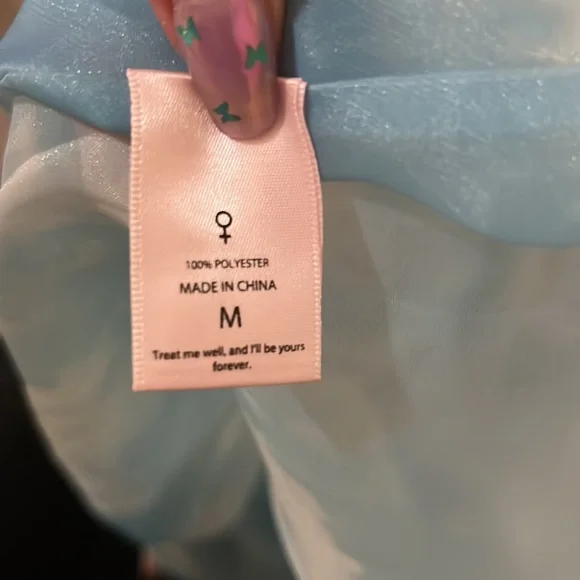 100% POLYESTER
MADE IN CHINA
M
Treat me well, and I'll be yours
forever.